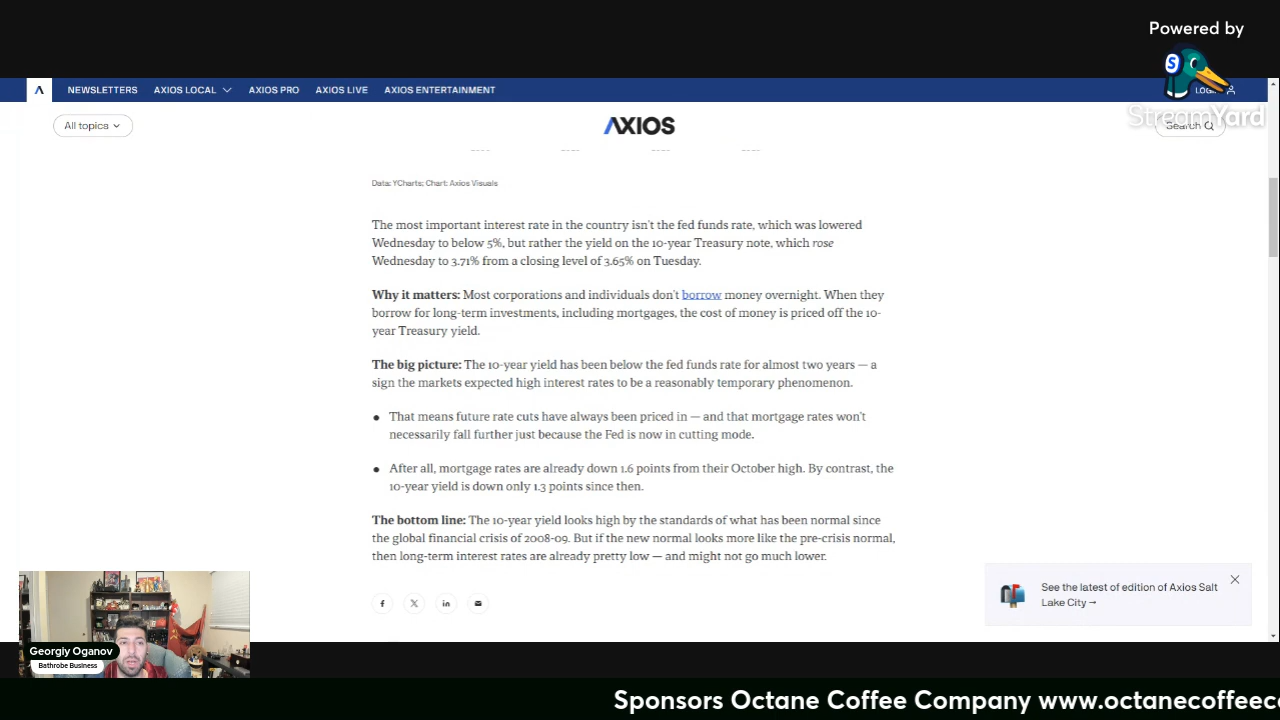 Powered by
StreamYard
NEWSLETTERS AXIOS LOCAL AXIOS PRO AXIOS LIVE AXIOS ENTERTAINMENT
All topics
AXIOS
Search
Data: YCharts; Chart: Axios Visuals
The most important interest rate in the country isn't the fed funds rate, which was lowered
Wednesday to below 5%, but rather the yield on the 10-year Treasury note, which rose
Wednesday to 3.71% from a closing level of 3.65% on Tuesday.
Why it matters: Most corporations and individuals don't borrow money overnight. When they
borrow for long-term investments, including mortgages, the cost of money is priced off the 10-
year Treasury yield.
The big picture: The 10-year yield has been below the fed funds rate for almost two years — a
sign the markets expected high interest rates to be a reasonably temporary phenomenon.
• That means future rate cuts have always been priced in — and that mortgage rates won't
necessarily fall further just because the Fed is now in cutting mode.
• After all, mortgage rates are already down 1.6 points from their October high. By contrast, the
10-year yield is down only 1.3 points since then.
The bottom line: The 10-year yield looks high by the standards of what has been normal since
the global financial crisis of 2008-09. But if the new normal looks more like the pre-crisis normal,
then long-term interest rates are already pretty low — and might not go much lower.
See the latest of edition of Axios Salt
Lake City →
Georgiy Oganov
Bathrobe Business
Sponsors Octane Coffee Company www.octanecoffeec